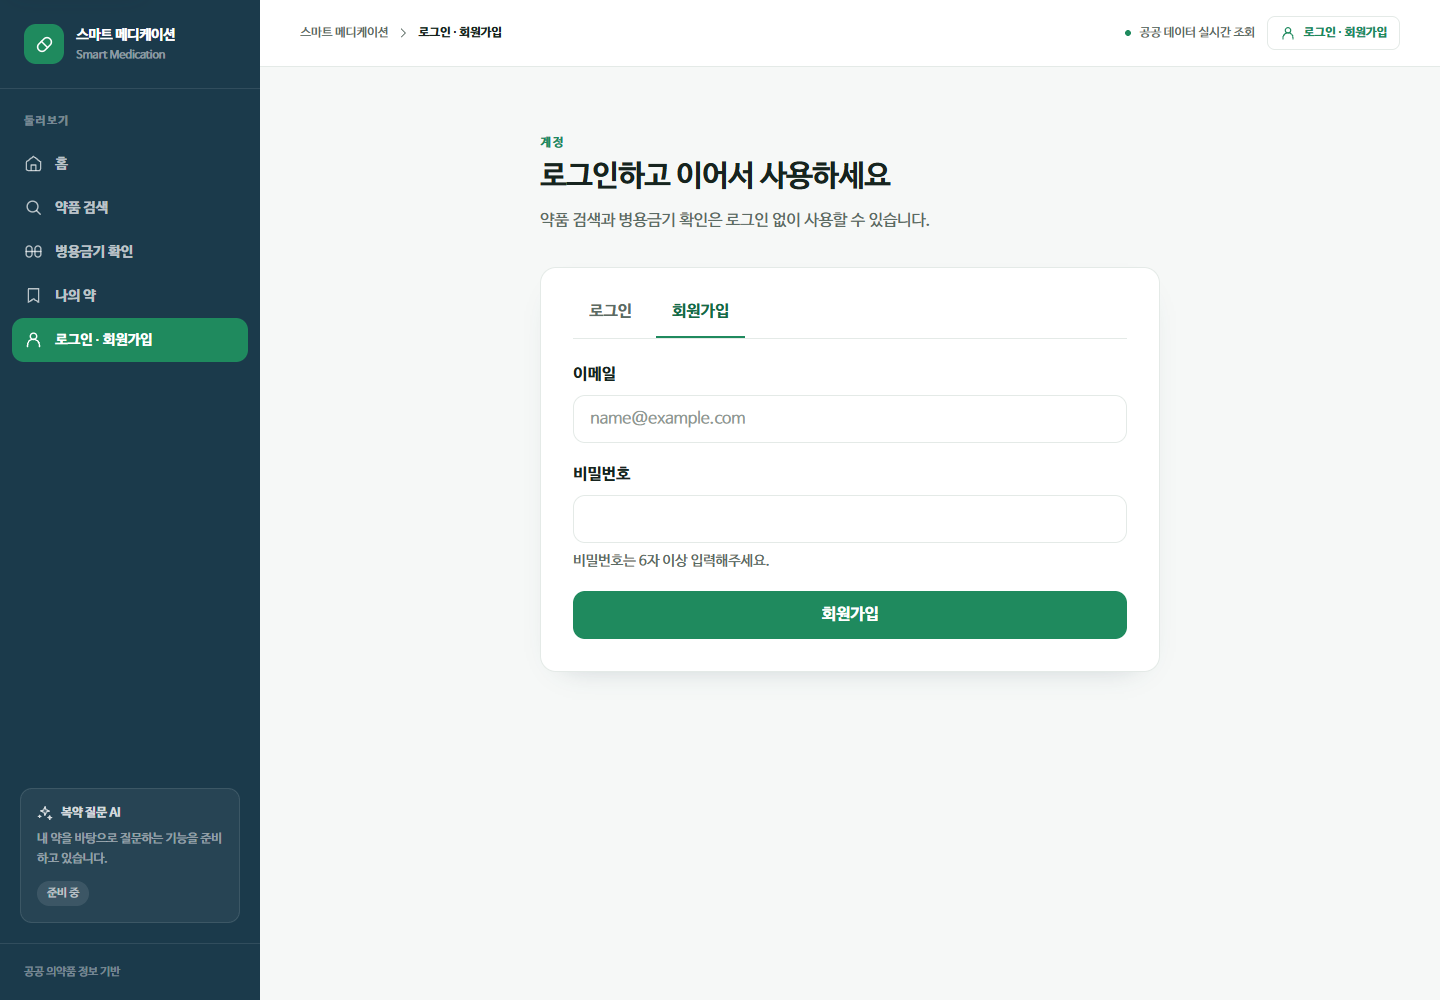 스마트 메디케이션
Smart Medication
둘러보기
홈
약품 검색
병용금기 확인
나의 약
로그인 · 회원가입
복약 질문 AI
내 약을 바탕으로 질문하는 기능을 준비
하고 있습니다.
준비 중
공공 의약품 정보 기반
스마트 메디케이션 > 로그인 · 회원가입
공공 데이터 실시간 조회
로그인 · 회원가입
계정
로그인하고 이어서 사용하세요
약품 검색과 병용금기 확인은 로그인 없이 사용할 수 있습니다.
로그인 회원가입
이메일
name@example.com
비밀번호
비밀번호는 6자 이상 입력해주세요.
회원가입